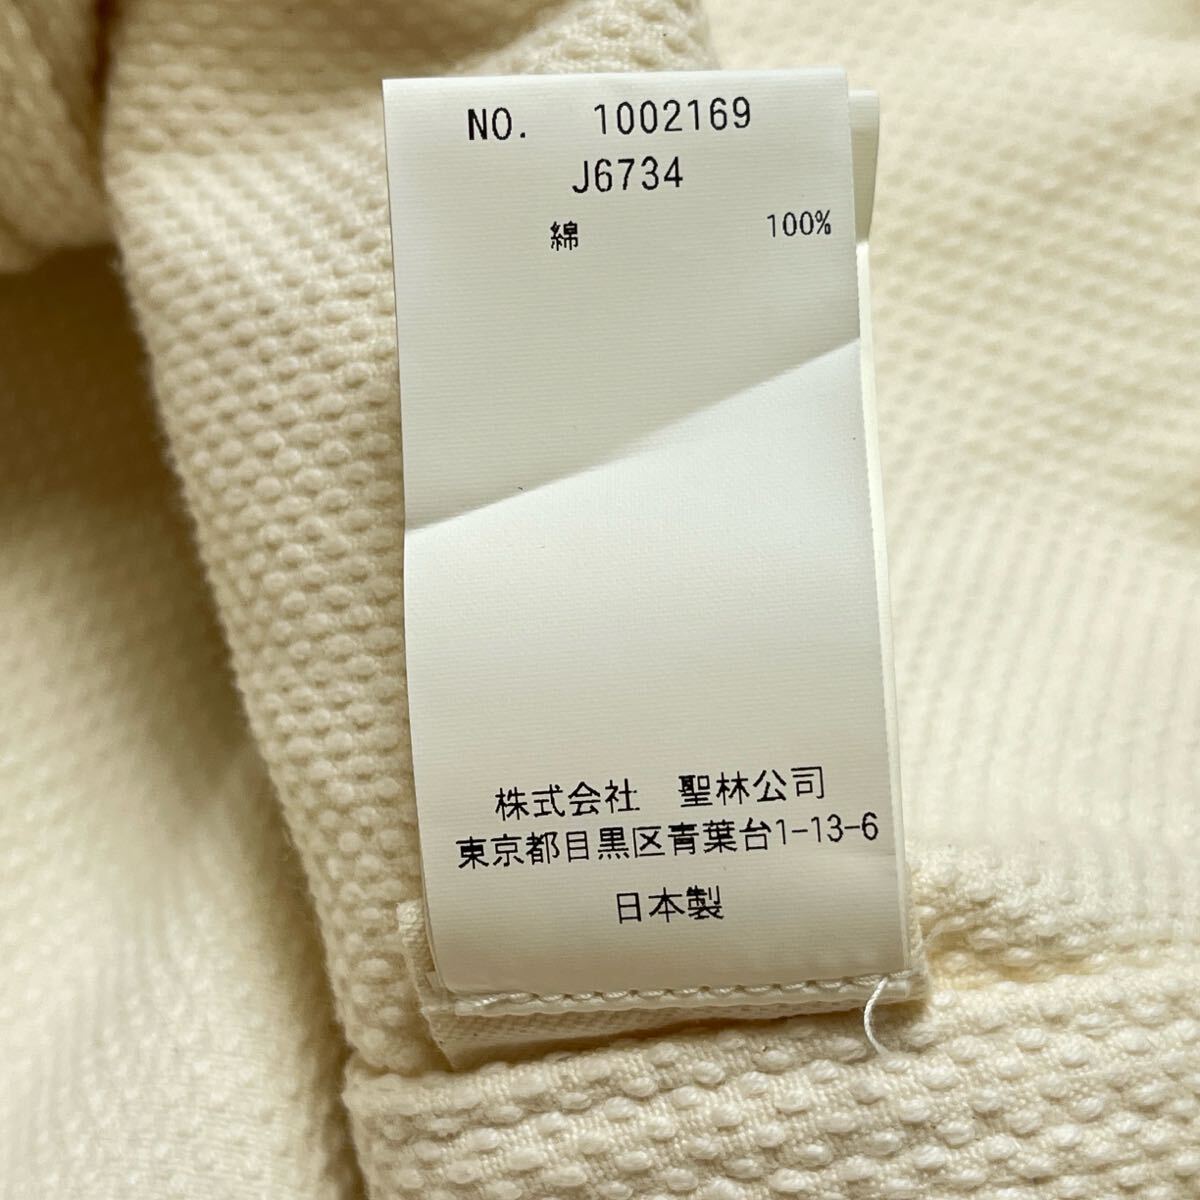 NO. 1002169
J6734
綿 100%
株式会社 聖林公司
東京都目黒区青葉台1-13-6
日本製